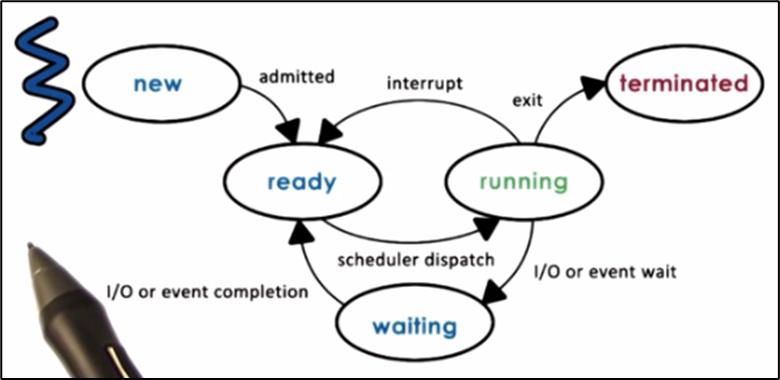 new
admitted
interrupt
exit
terminated
ready
running
scheduler dispatch
I/O or event wait
I/O or event completion
waiting